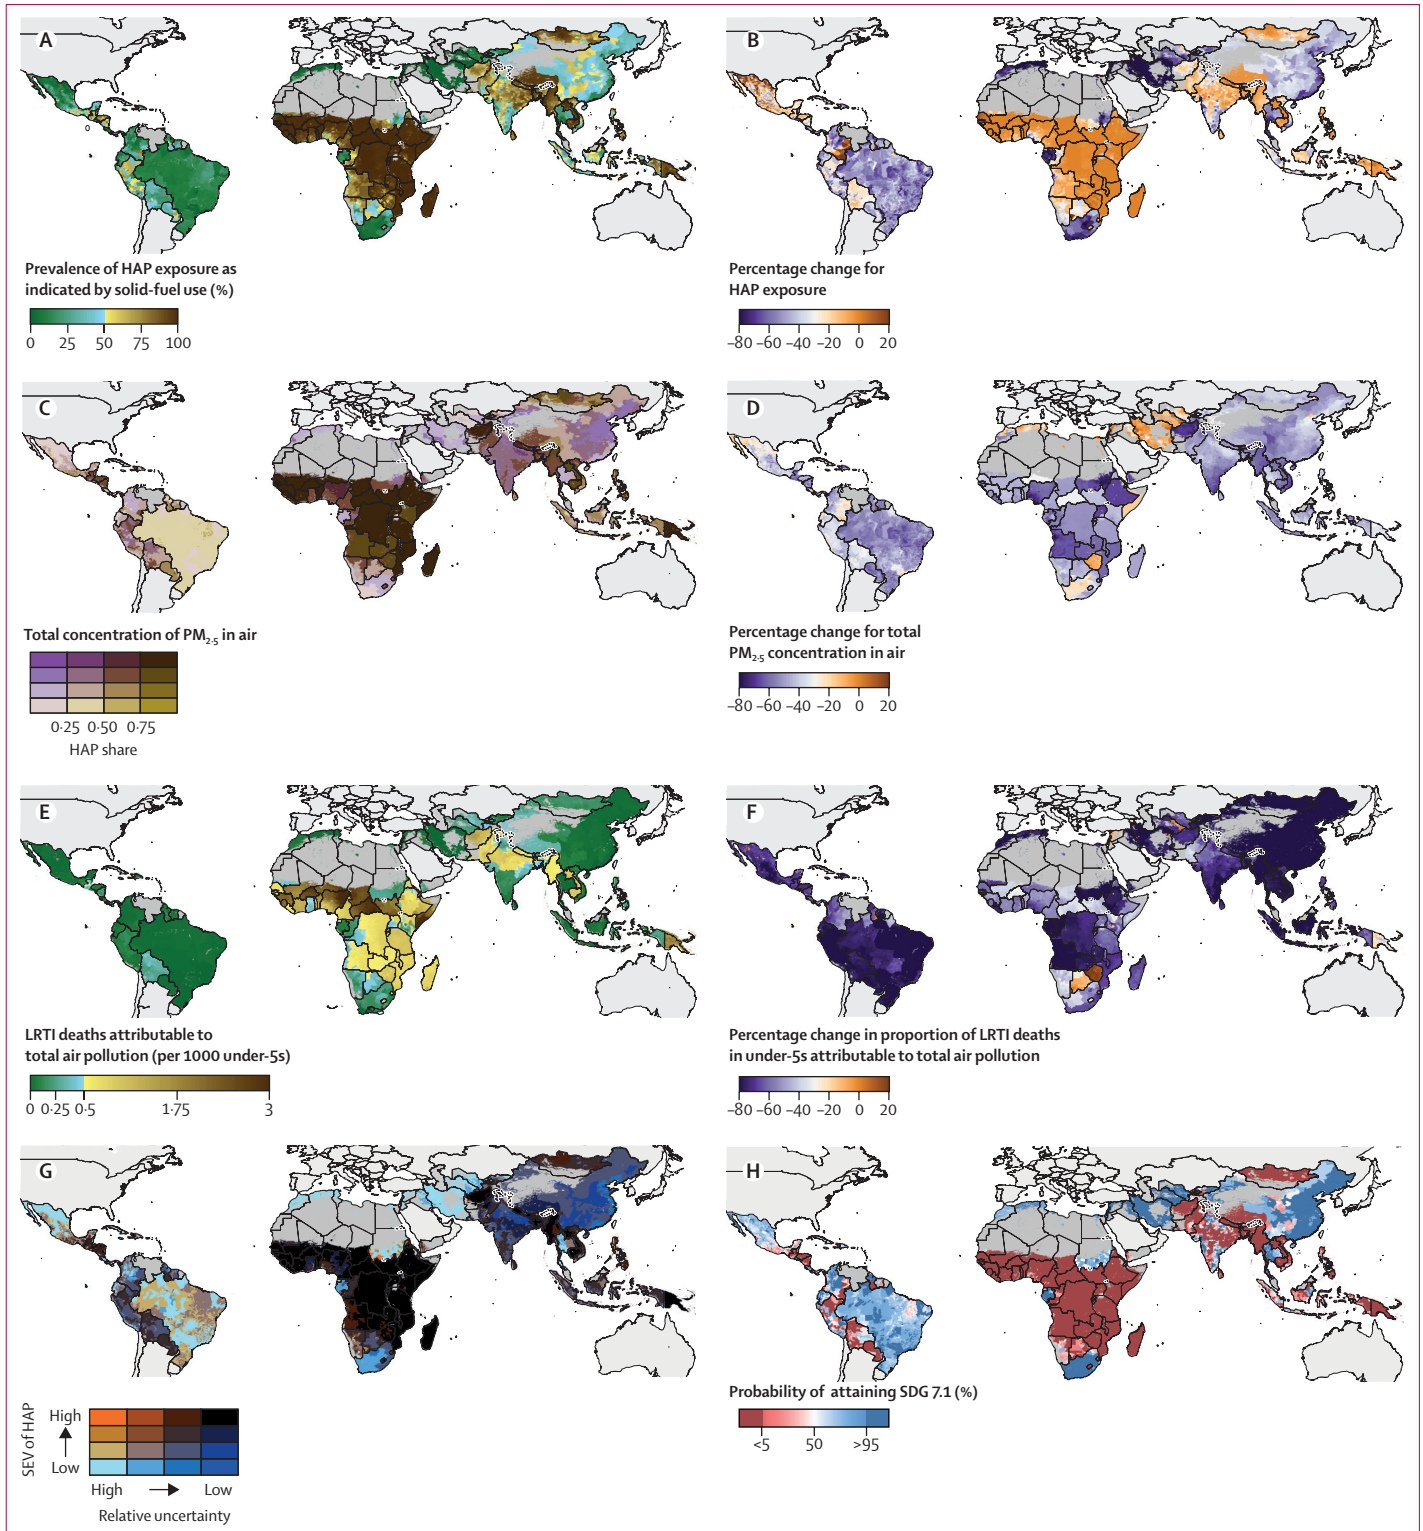 A
Prevalence of HAP exposure as
indicated by solid-fuel use (%)
0 25 50 75 100
B
Percentage change for
HAP exposure
–80 –60 –40 –20 0 20
C
Total concentration of PM2·5 in air
0·25 0·50 0·75
HAP share
D
Percentage change for total
PM2·5 concentration in air
–80 –60 –40 –20 0 20
E
LRTI deaths attributable to
total air pollution (per 1000 under-5s)
0 0·25 0·5 1·75 3
F
Percentage change in proportion of LRTI deaths
in under-5s attributable to total air pollution
–80 –60 –40 –20 0 20
G
SEV of HAP
High
Low
High Low
Relative uncertainty
H
Probability of attaining SDG 7.1 (%)
<5 50 >95